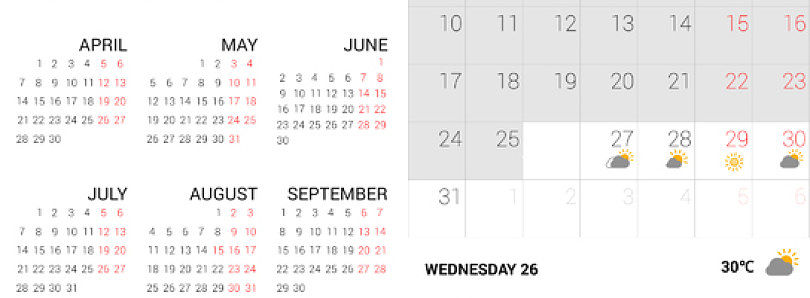 APRIL
1 2 3 4 5 6
7 8 9 10 11 12 13
14 15 16 17 18 19 20
21 22 23 24 25 26 27
28 29 30
MAY
1 2 3 4
5 6 7 8 9 10 11
12 13 14 15 16 17 18
19 20 21 22 23 24 25
26 27 28 29 30 31
JUNE
1
2 3 4 5 6 7 8
9 10 11 12 13 14 15
16 17 18 19 20 21 22
23 24 25 26 27 28 29
30
JULY
1 2 3 4 5 6
7 8 9 10 11 12 13
14 15 16 17 18 19 20
21 22 23 24 25 26 27
28 29 30 31
AUGUST
1 2 3
4 5 6 7 8 9 10
11 12 13 14 15 16 17
18 19 20 21 22 23 24
25 26 27 28 29 30 31
SEPTEMBER
1 2 3 4 5 6 7
8 9 10 11 12 13 14
15 16 17 18 19 20 21
22 23 24 25 26 27 28
29 30
10 11 12 13 14 15 16
17 18 19 20 21 22 23
24 25 27 28 29 30
31 1 2 3 4 5 6
WEDNESDAY 26 30°C